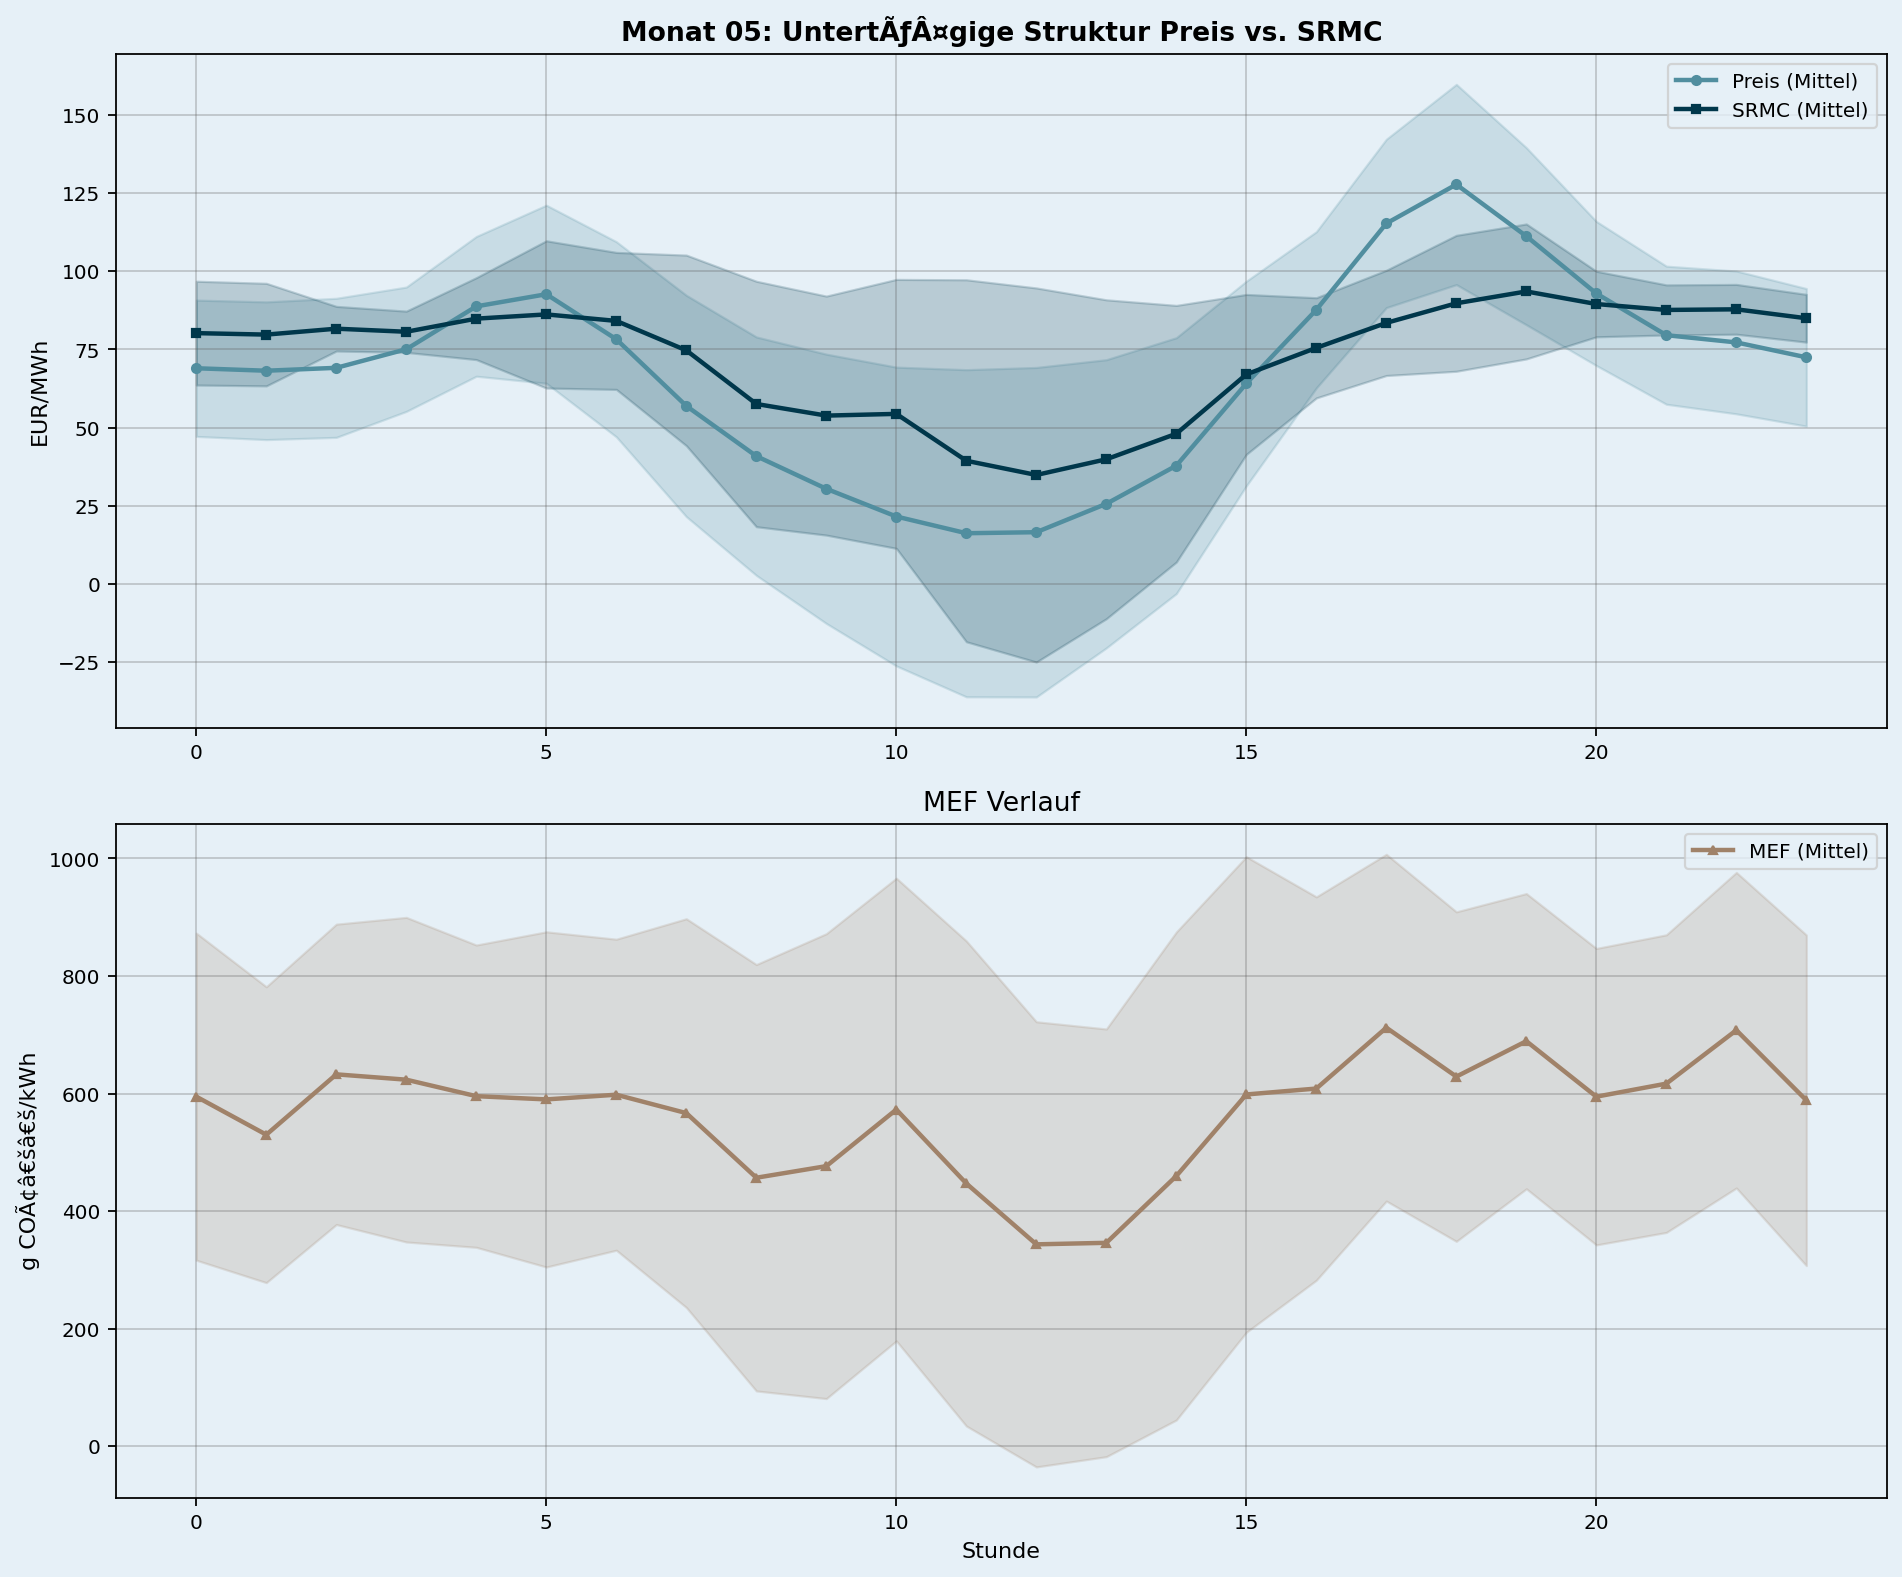 Monat 05: UntertÃƒÂ¤gige Struktur Preis vs. SRMC
Preis (Mittel)
SRMC (Mittel)
EUR/MWh
150
125
100
75
50
25
0
−25
0 5 10 15 20
MEF Verlauf
MEF (Mittel)
g COÃ¢â€šâ€š/kWh
1000
800
600
400
200
0
0 5 10 15 20
Stunde